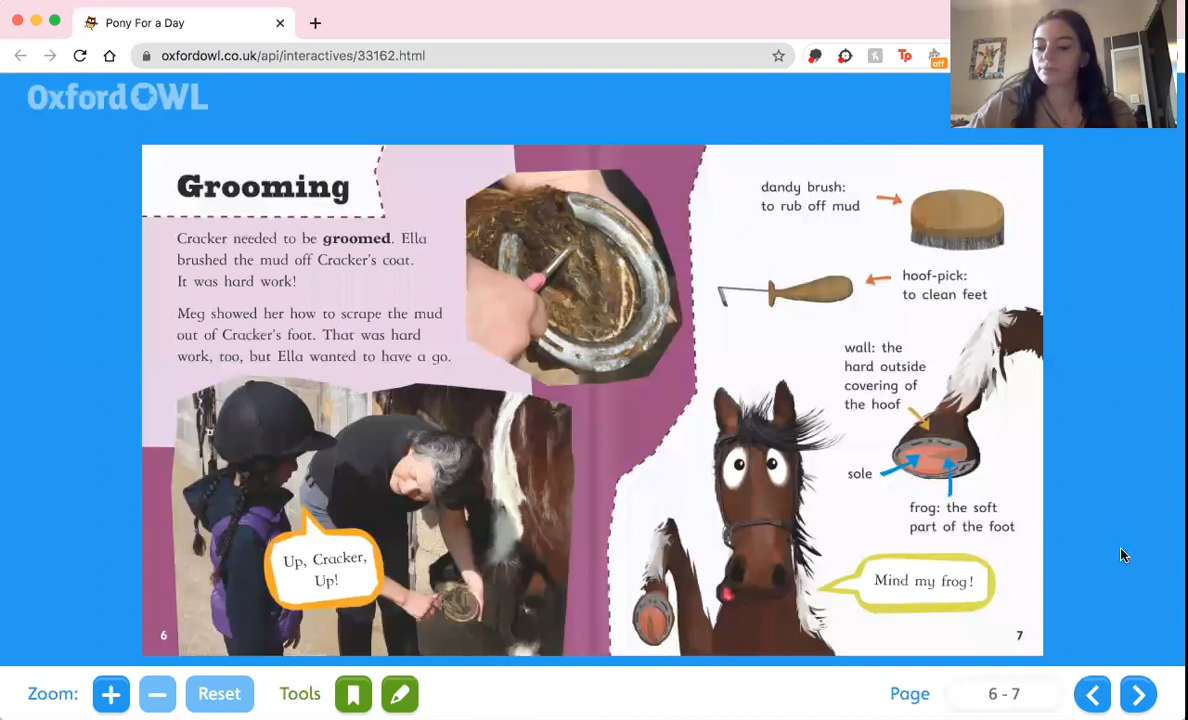 Pony For a Day
oxfordowl.co.uk/api/interactives/33162.html
Tp
off
Oxford OWL
Grooming
Cracker needed to be groomed. Ella
brushed the mud off Cracker's coat.
It was hard work!
Meg showed her how to scrape the mud
out of Cracker's foot. That was hard
work, too, but Ella wanted to have a go.
Up, Cracker,
Up!
6
dandy brush:
to rub off mud
hoof-pick:
to clean feet
wall: the
hard outside
covering of
the hoof
sole
frog: the soft
part of the foot
Mind my frog!
7
Zoom:
Reset
Tools
Page
6 - 7